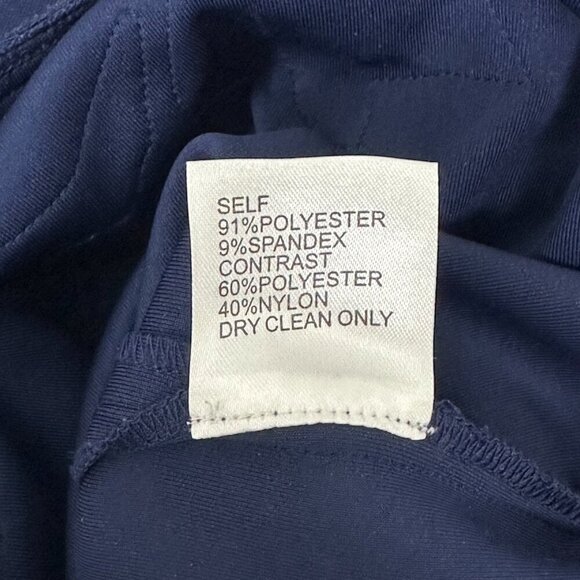 SELF
91%POLYESTER
9%SPANDEX
CONTRAST
60%POLYESTER
40%NYLON
DRY CLEAN ONLY